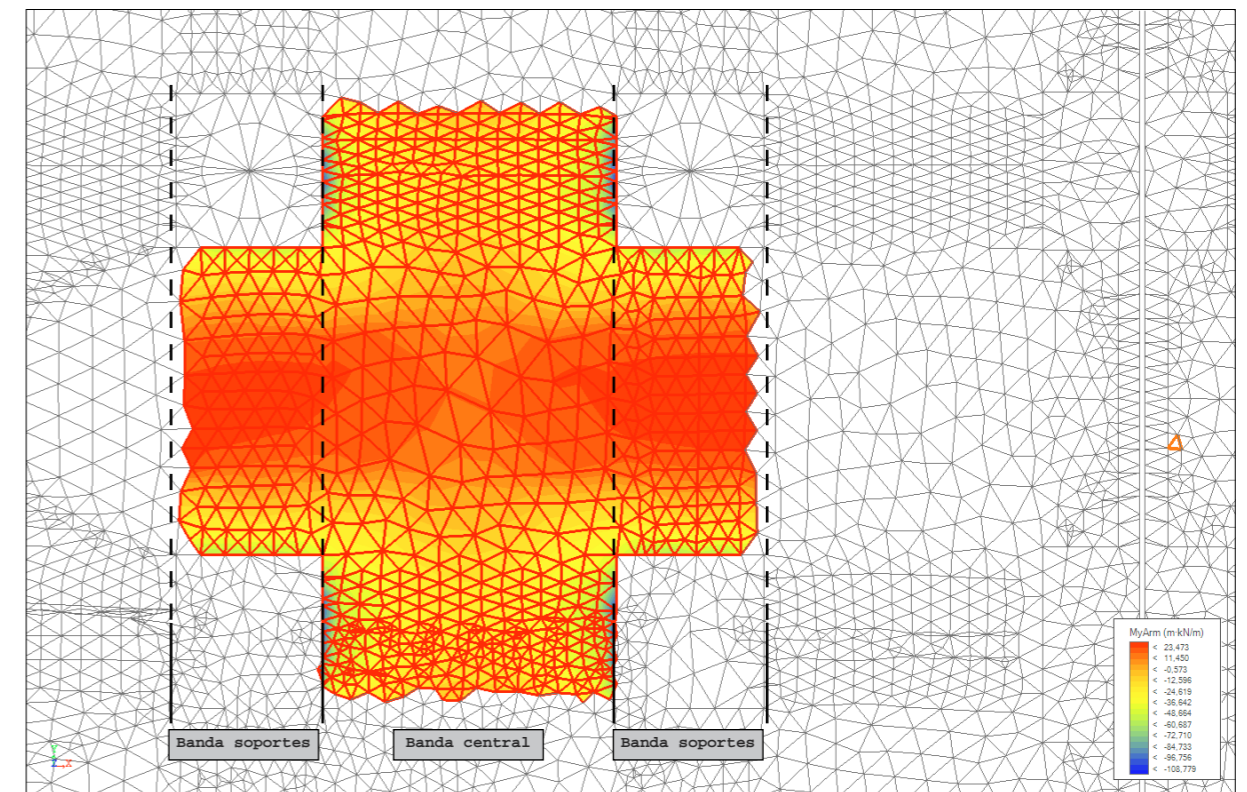 MyArm (m·kN/m)
< 23,473
< 11,450
< -0,573
< -12,596
< -24,619
< -36,642
< -48,664
< -60,687
< -72,710
< -84,733
< -96,756
< -108,779
Banda soportes
Banda central
Banda soportes
Y
Z X